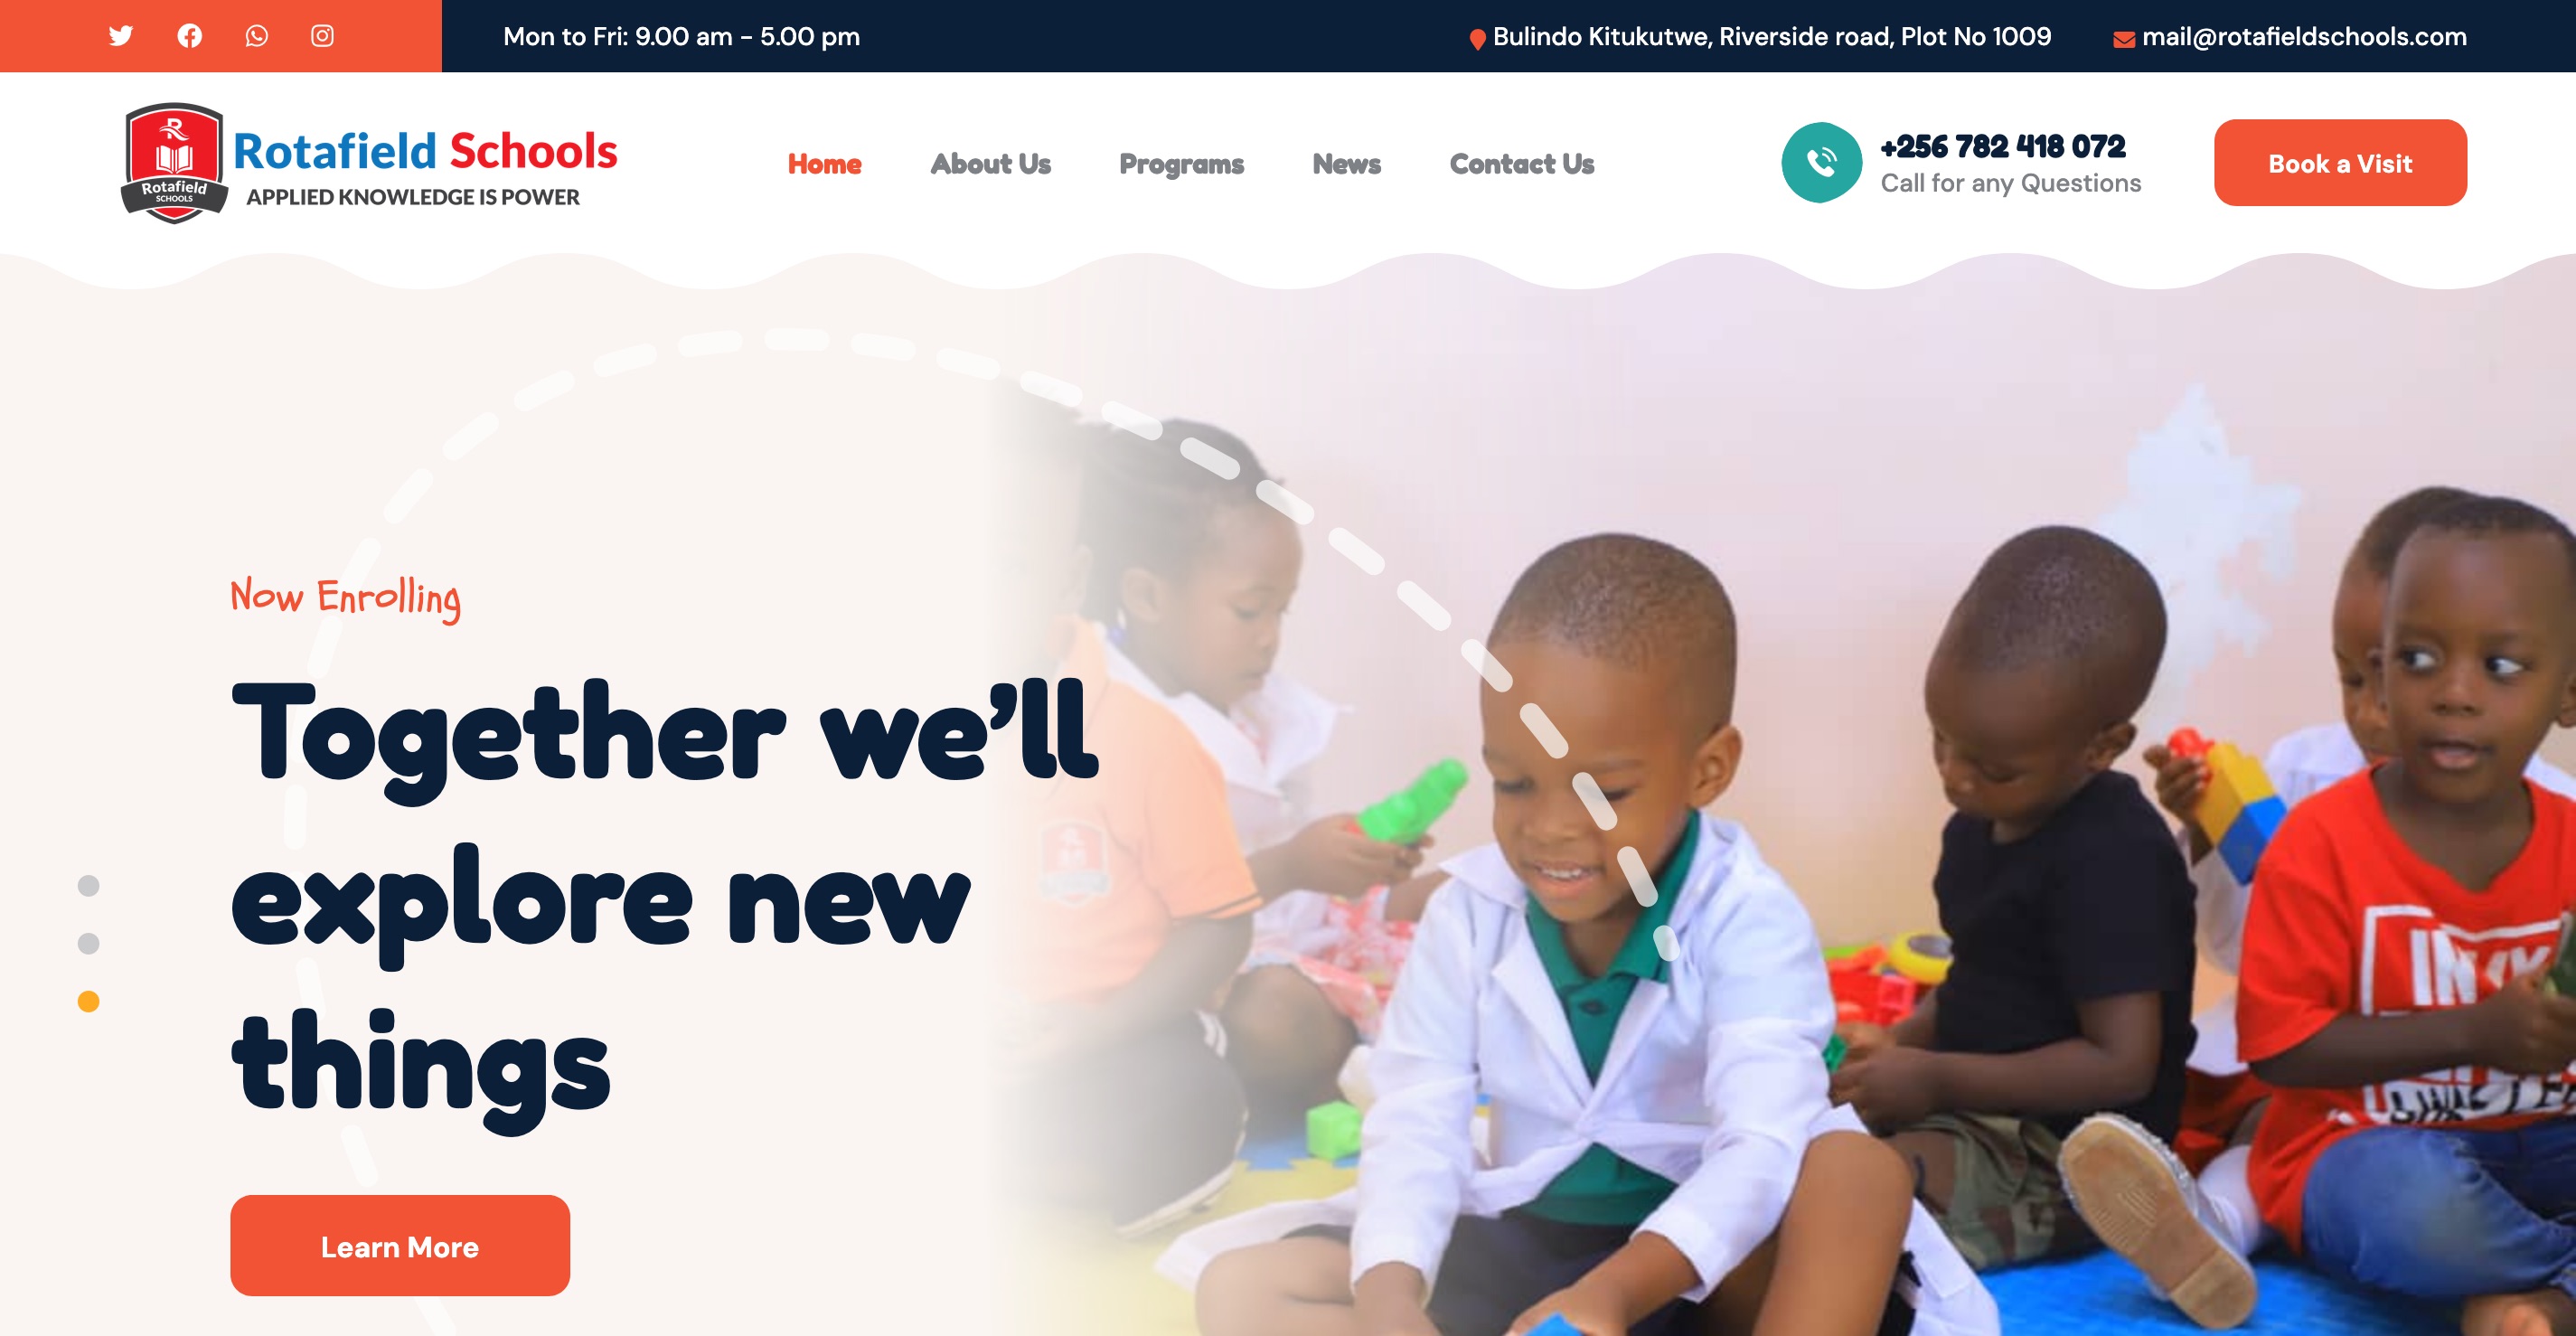 Mon to Fri: 9.00 am - 5.00 pm
Bulindo Kitukutwe, Riverside road, Plot No 1009
mail@rotafieldschools.com
R
Rotafield
SCHOOLS
Rotafield Schools
APPLIED KNOWLEDGE IS POWER
Home
About Us
Programs
News
Contact Us
+256 782 418 072
Call for any Questions
Book a Visit
Now Enrolling
Together we’ll
explore new
things
Learn More